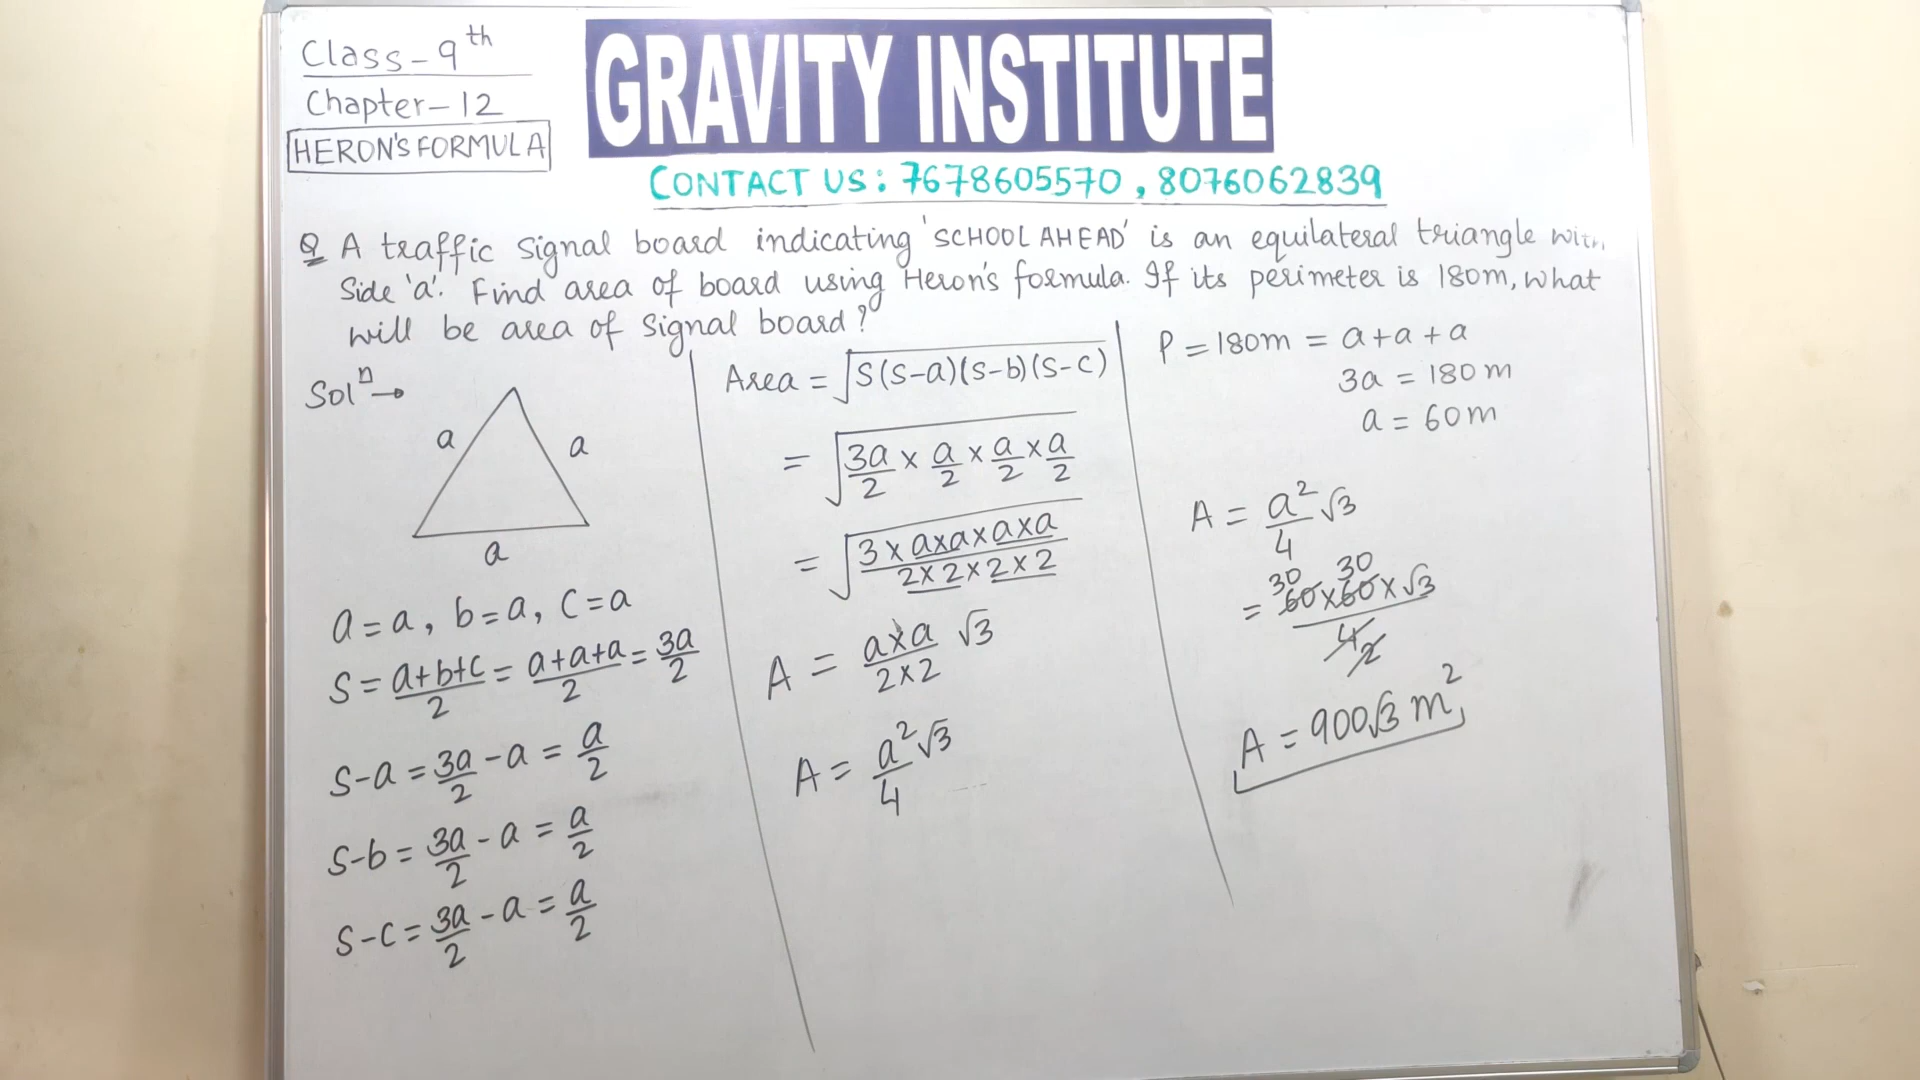 Class-9th
Chapter-12
HERON'S FORMULA
GRAVITY INSTITUTE
CONTACT US: 7678605570, 8076062839
Q A traffic signal board indicating 'SCHOOL AHEAD' is an equilateral triangle with
Side 'a'. Find area of board using Heron's formula. If its perimeter is 180m, what
will be area of signal board?
Solⁿ→
a
a
a
a=a, b=a, c=a
S = a+b+c/2 = a+a+a/2 = 3a/2
S-a = 3a/2 - a = a/2
S-b = 3a/2 - a = a/2
S-c = 3a/2 - a = a/2
Area = √S(S-a)(S-b)(S-c)
= √3a/2 × a/2 × a/2 × a/2
= √3×a×a×a×a/2×2×2×2
A = a×a/2×2 √3
A = a²/4 √3
P = 180m = a+a+a
3a = 180m
a = 60m
A = a²/4 √3
30 30
= 60×60×√3/4
2
A = 900√3 m²